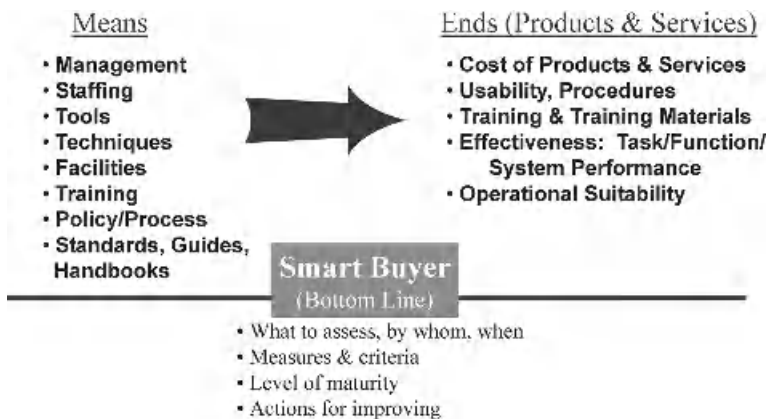 Means
• Management
• Staffing
• Tools
• Techniques
• Facilities
• Training
• Policy/Process
• Standards, Guides,
Handbooks
Ends (Products & Services)
• Cost of Products & Services
• Usability, Procedures
• Training & Training Materials
• Effectiveness: Task/Function/
System Performance
• Operational Suitability
Smart Buyer
(Bottom Line)
• What to assess, by whom, when
• Measures & criteria
• Level of maturity
• Actions for improving